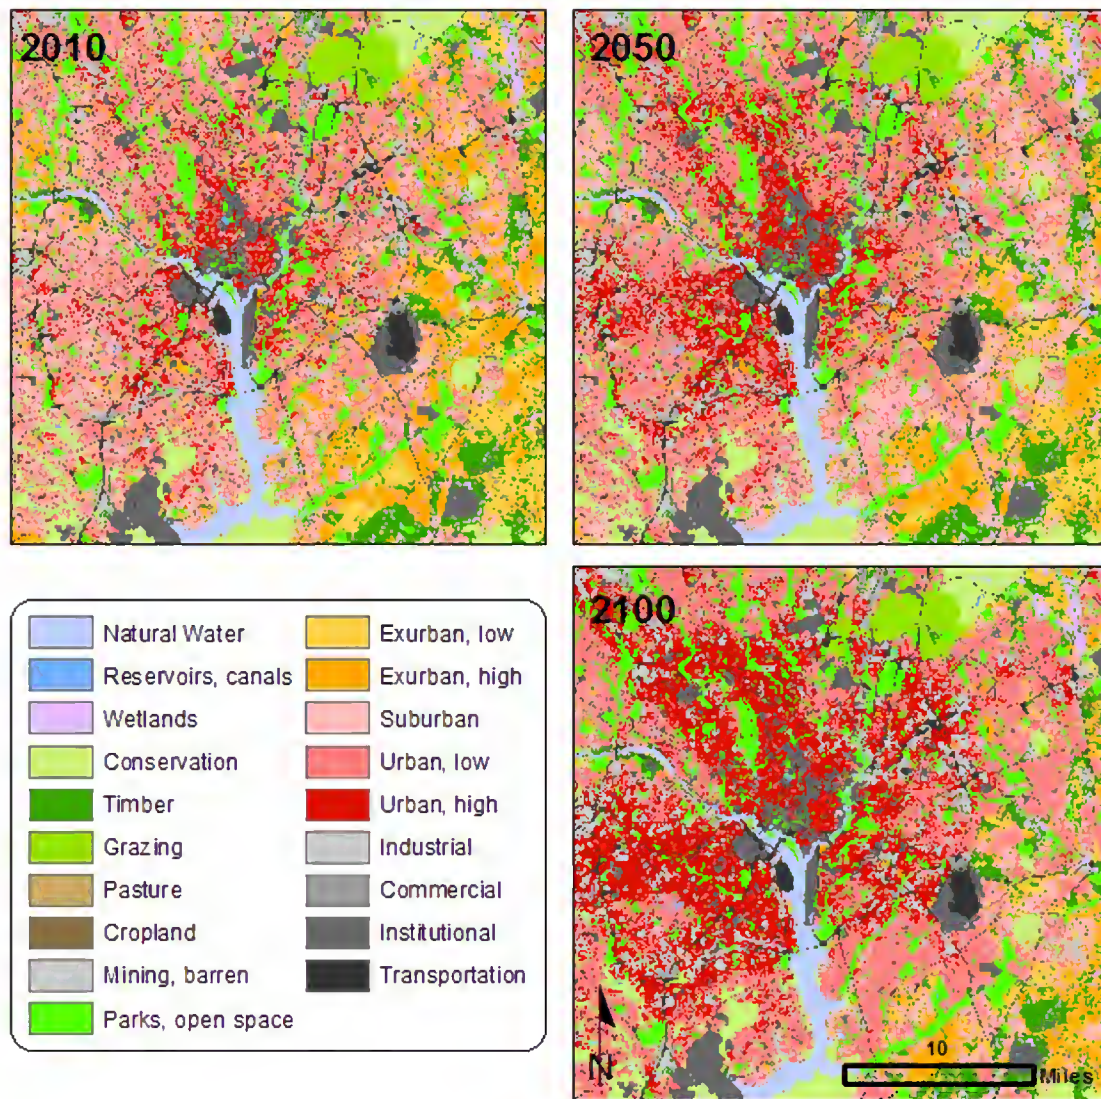 2010
2050
Natural Water
Reservoirs, canals
Wetlands
Conservation
Timber
Grazing
Pasture
Cropland
Mining, barren
Parks, open space
Exurban, low
Exurban, high
Suburban
Urban, low
Urban, high
Industrial
Commercial
Institutional
Transportation
2100
N
10
Miles